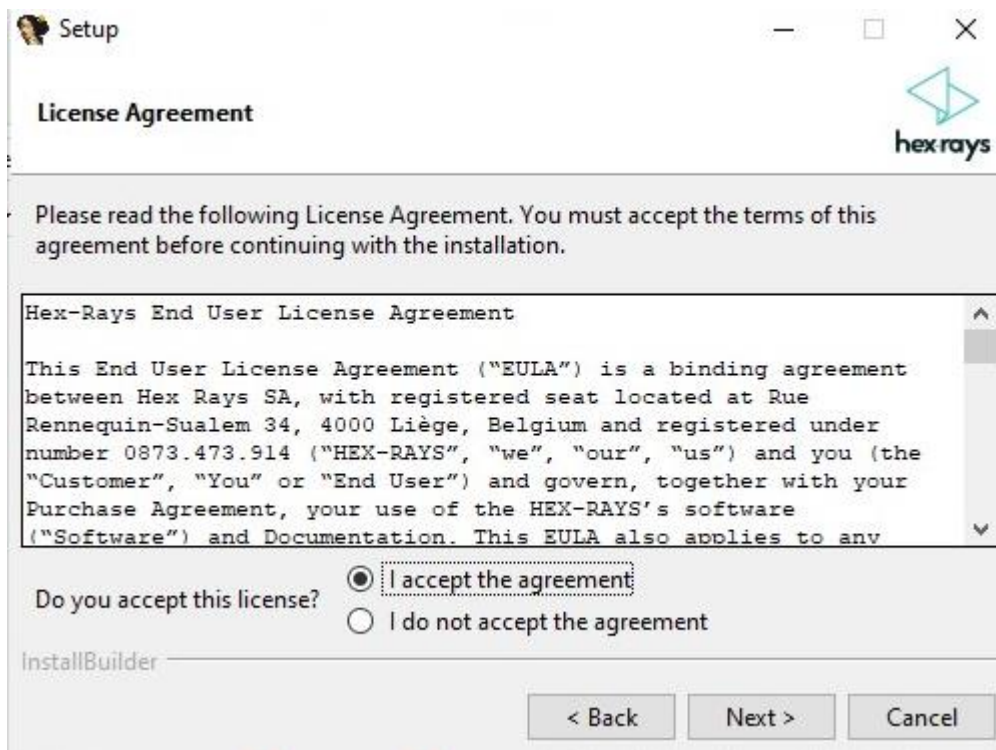 Setup
License Agreement
hex-rays
Please read the following License Agreement. You must accept the terms of this
agreement before continuing with the installation.
Hex-Rays End User License Agreement
This End User License Agreement (“EULA”) is a binding agreement
between Hex Rays SA, with registered seat located at Rue
Rennequin-Sualem 34, 4000 Liège, Belgium and registered under
number 0873.473.914 (“HEX-RAYS”, “we”, “our”, “us”) and you (the
“Customer”, “You” or “End User”) and govern, together with your
Purchase Agreement, your use of the HEX-RAYS’s software
(“Software”) and Documentation. This EULA also applies to any
Do you accept this license?
I accept the agreement
I do not accept the agreement
InstallBuilder
< Back
Next >
Cancel